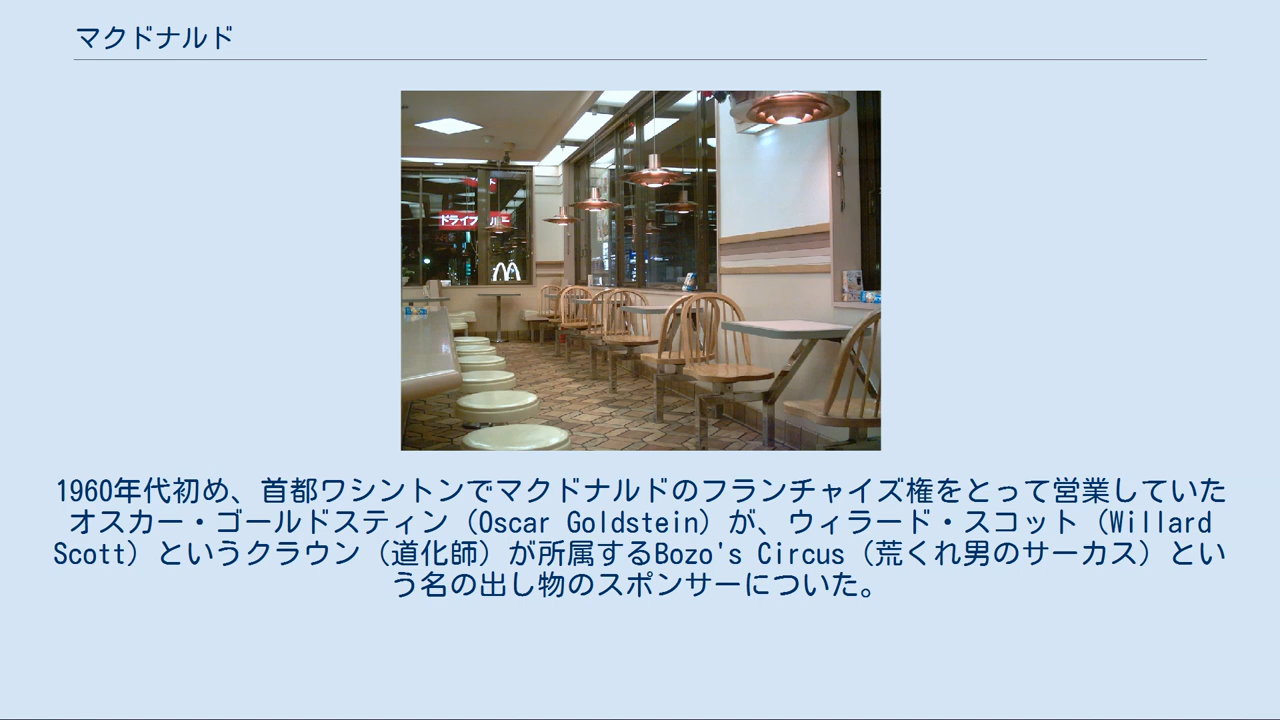 マクドナルド
ドライブ
1960年代初め、首都ワシントンでマクドナルドのフランチャイズ権をとって営業していた
オスカー・ゴールドスティン（Oscar Goldstein）が、ウィラード・スコット（Willard
Scott）というクラウン（道化師）が所属するBozo's Circus（荒くれ男のサーカス）とい
う名の出し物のスポンサーについた。